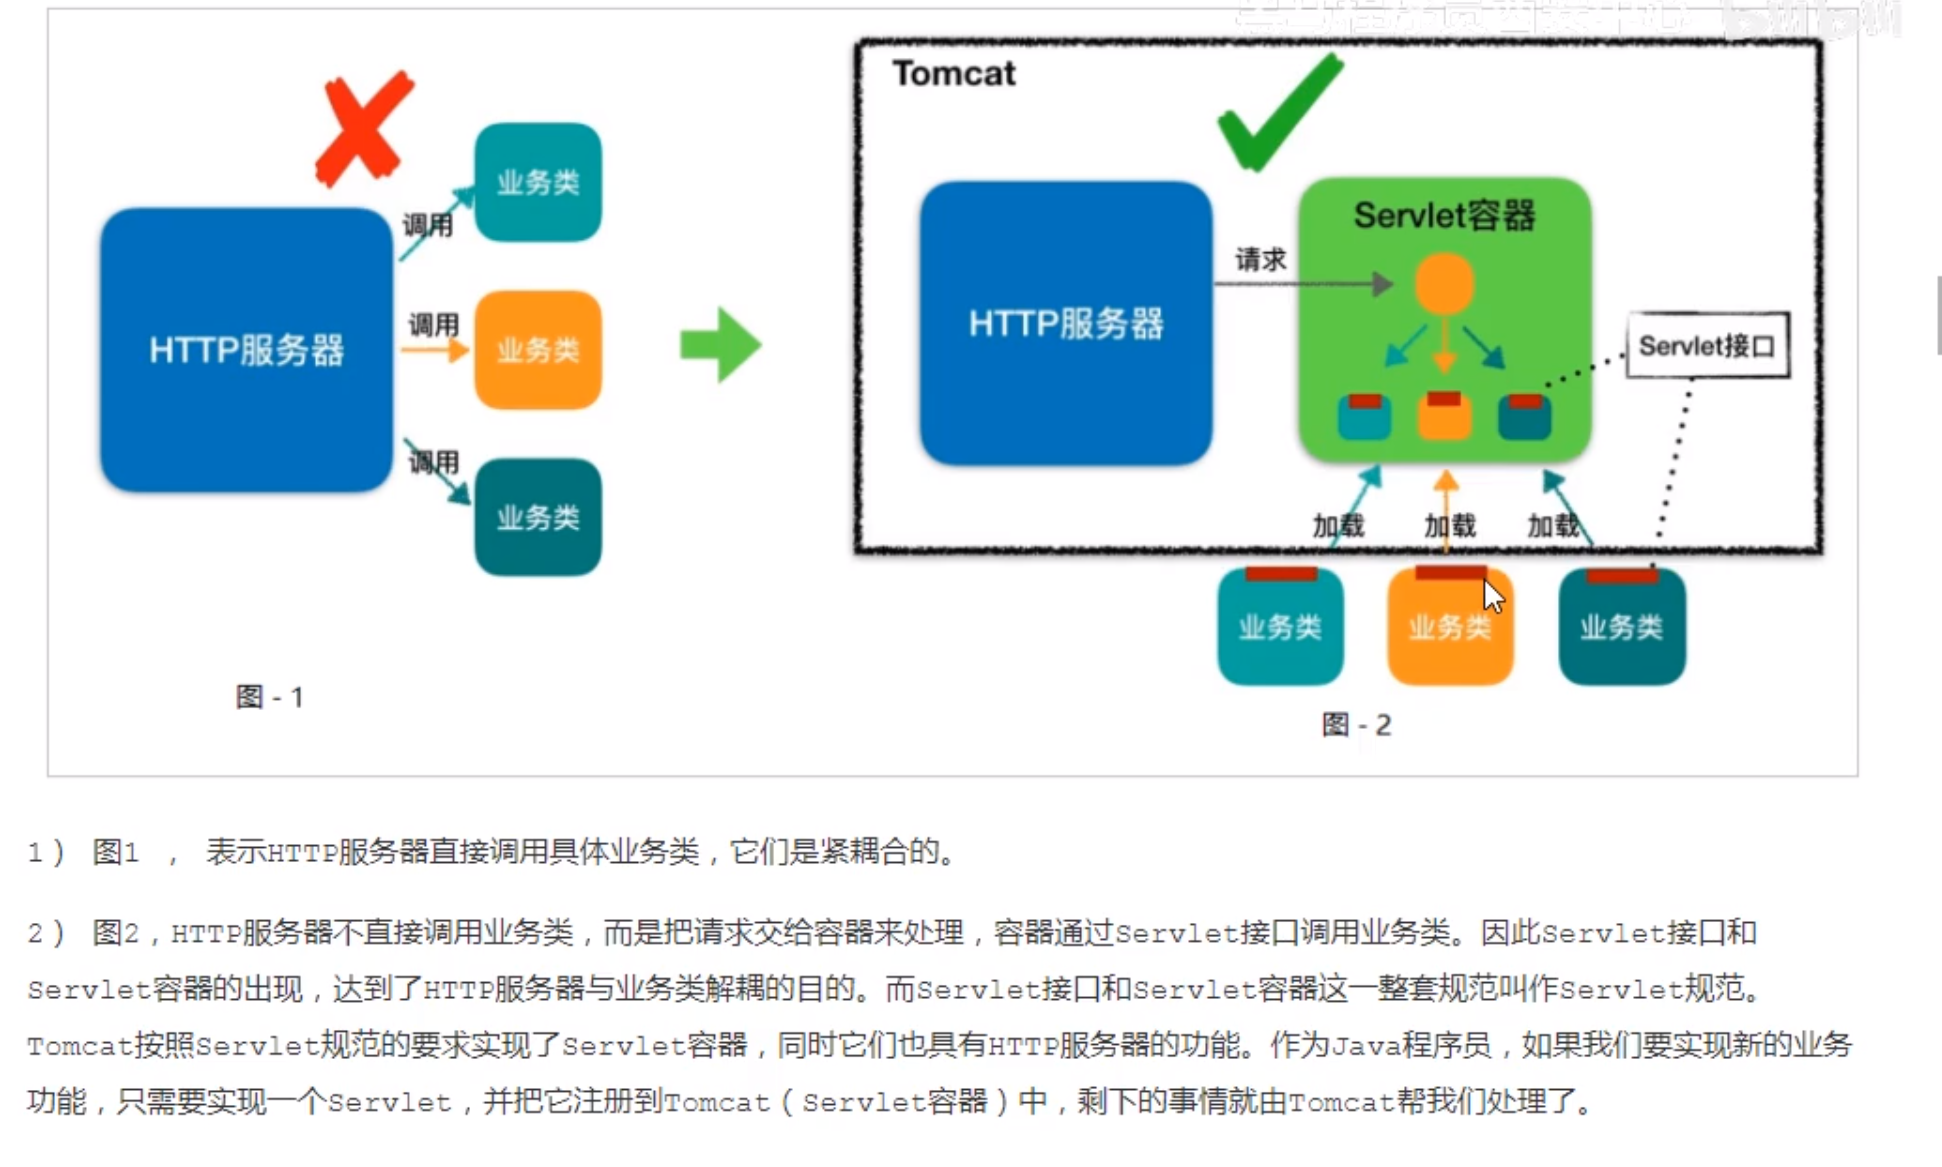 Tomcat
业务类
调用
HTTP服务器
调用
业务类
调用
业务类
图 - 1
HTTP服务器
请求
Servlet容器
Servlet接口
加载
加载
加载
业务类
业务类
业务类
图 - 2
1） 图1 ， 表示HTTP服务器直接调用具体业务类，它们是紧耦合的。
2） 图2，HTTP服务器不直接调用业务类，而是把请求交给容器来处理，容器通过Servlet接口调用业务类。因此Servlet接口和
Servlet容器的出现，达到了HTTP服务器与业务类解耦的目的。而Servlet接口和Servlet容器这一整套规范叫作Servlet规范。
Tomcat按照Servlet规范的要求实现了Servlet容器，同时它们也具有HTTP服务器的功能。作为Java程序员，如果我们要实现新的业务
功能，只需要实现一个Servlet，并把它注册到Tomcat（Servlet容器）中，剩下的事情就由Tomcat帮我们处理了。